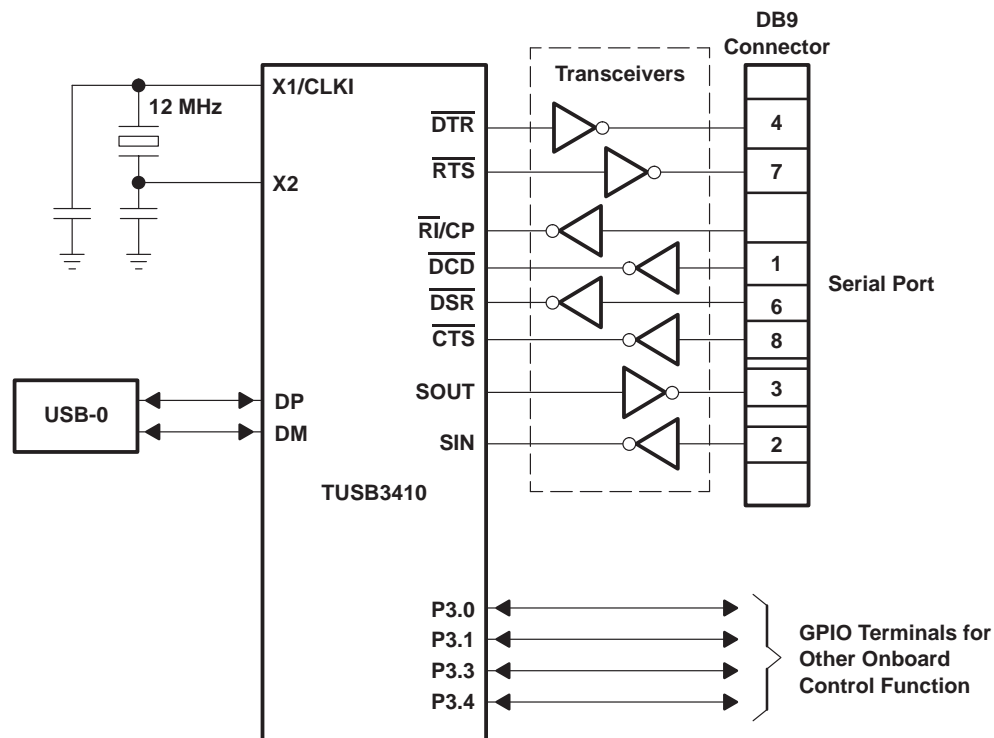 DB9
Connector
Transceivers
X1/CLKI
12 MHz
X2
DTR
RTS
RI/CP
DCD
DSR
CTS
SOUT
SIN
4
7
1
6
8
3
2
Serial Port
USB-0
DP
DM
TUSB3410
P3.0
P3.1
P3.3
P3.4
GPIO Terminals for
Other Onboard
Control Function